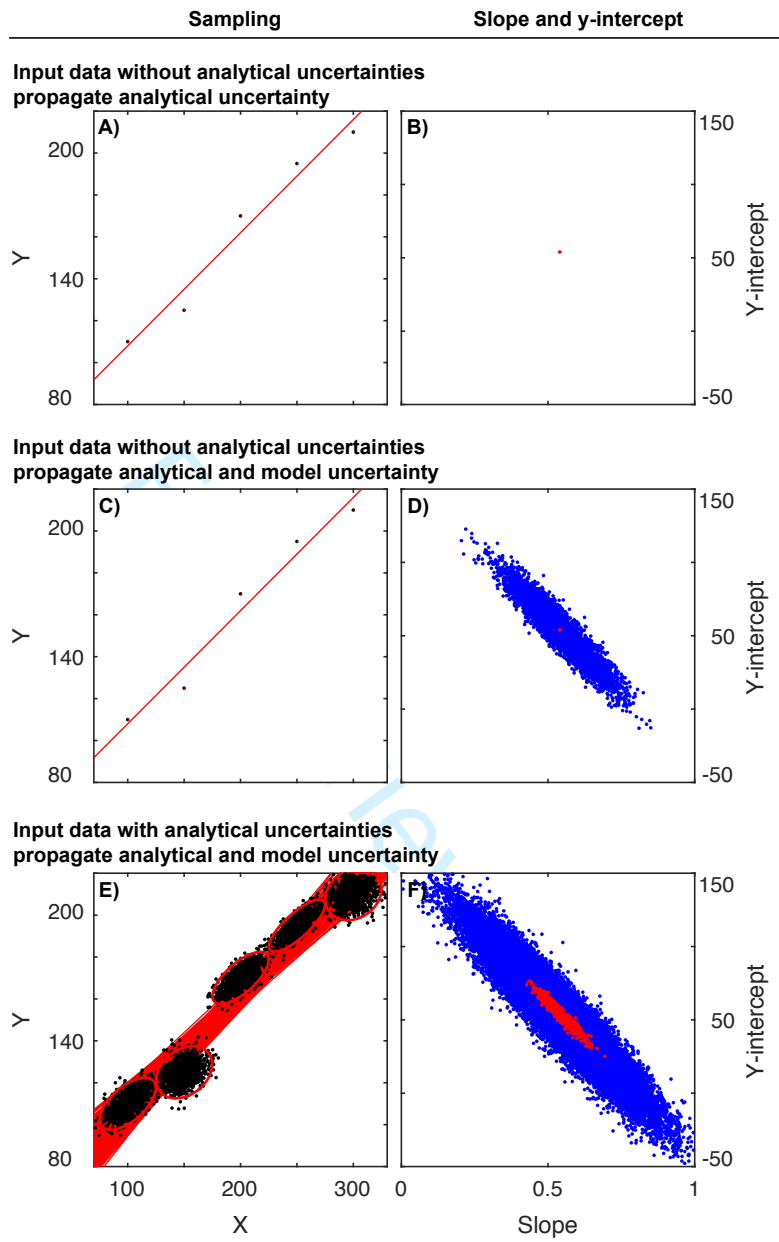 Sampling Slope and y-intercept
Input data without analytical uncertainties
propagate analytical uncertainty
A) B)
200
140
80
Y
150
50
-50
Y-intercept
Input data without analytical uncertainties
propagate analytical and model uncertainty
C) D)
200
140
80
Y
150
50
-50
Y-intercept
Input data with analytical uncertainties
propagate analytical and model uncertainty
E) F)
200
140
80
Y
150
50
-50
Y-intercept
100 200 300 0 0.5 1
X Slope